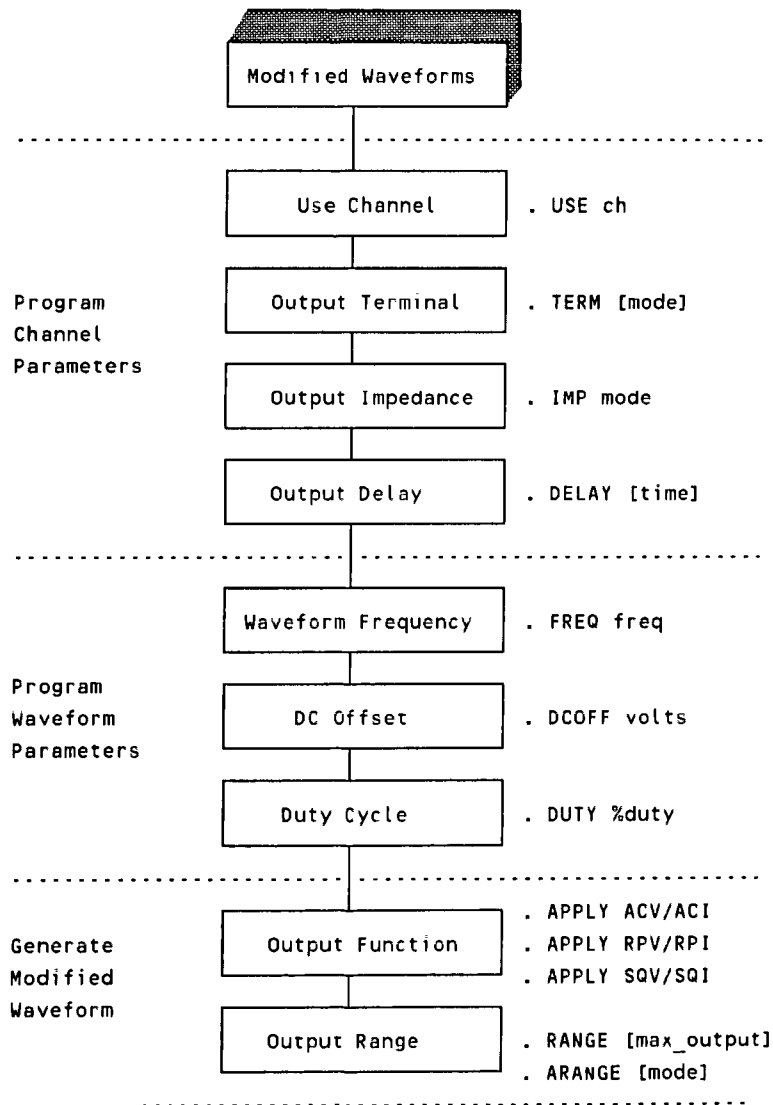 Modified Waveforms
Use Channel . USE ch
Program
Channel
Parameters
Output Terminal . TERM [mode]
Output Impedance . IMP mode
Output Delay . DELAY [time]
Waveform Frequency . FREQ freq
Program
Waveform
Parameters
DC Offset . DCOFF volts
Duty Cycle . DUTY %duty
Generate
Modified
Waveform
Output Function . APPLY ACV/ACI
. APPLY RPV/RPI
. APPLY SQV/SQI
Output Range . RANGE [max_output]
. ARANGE [mode]